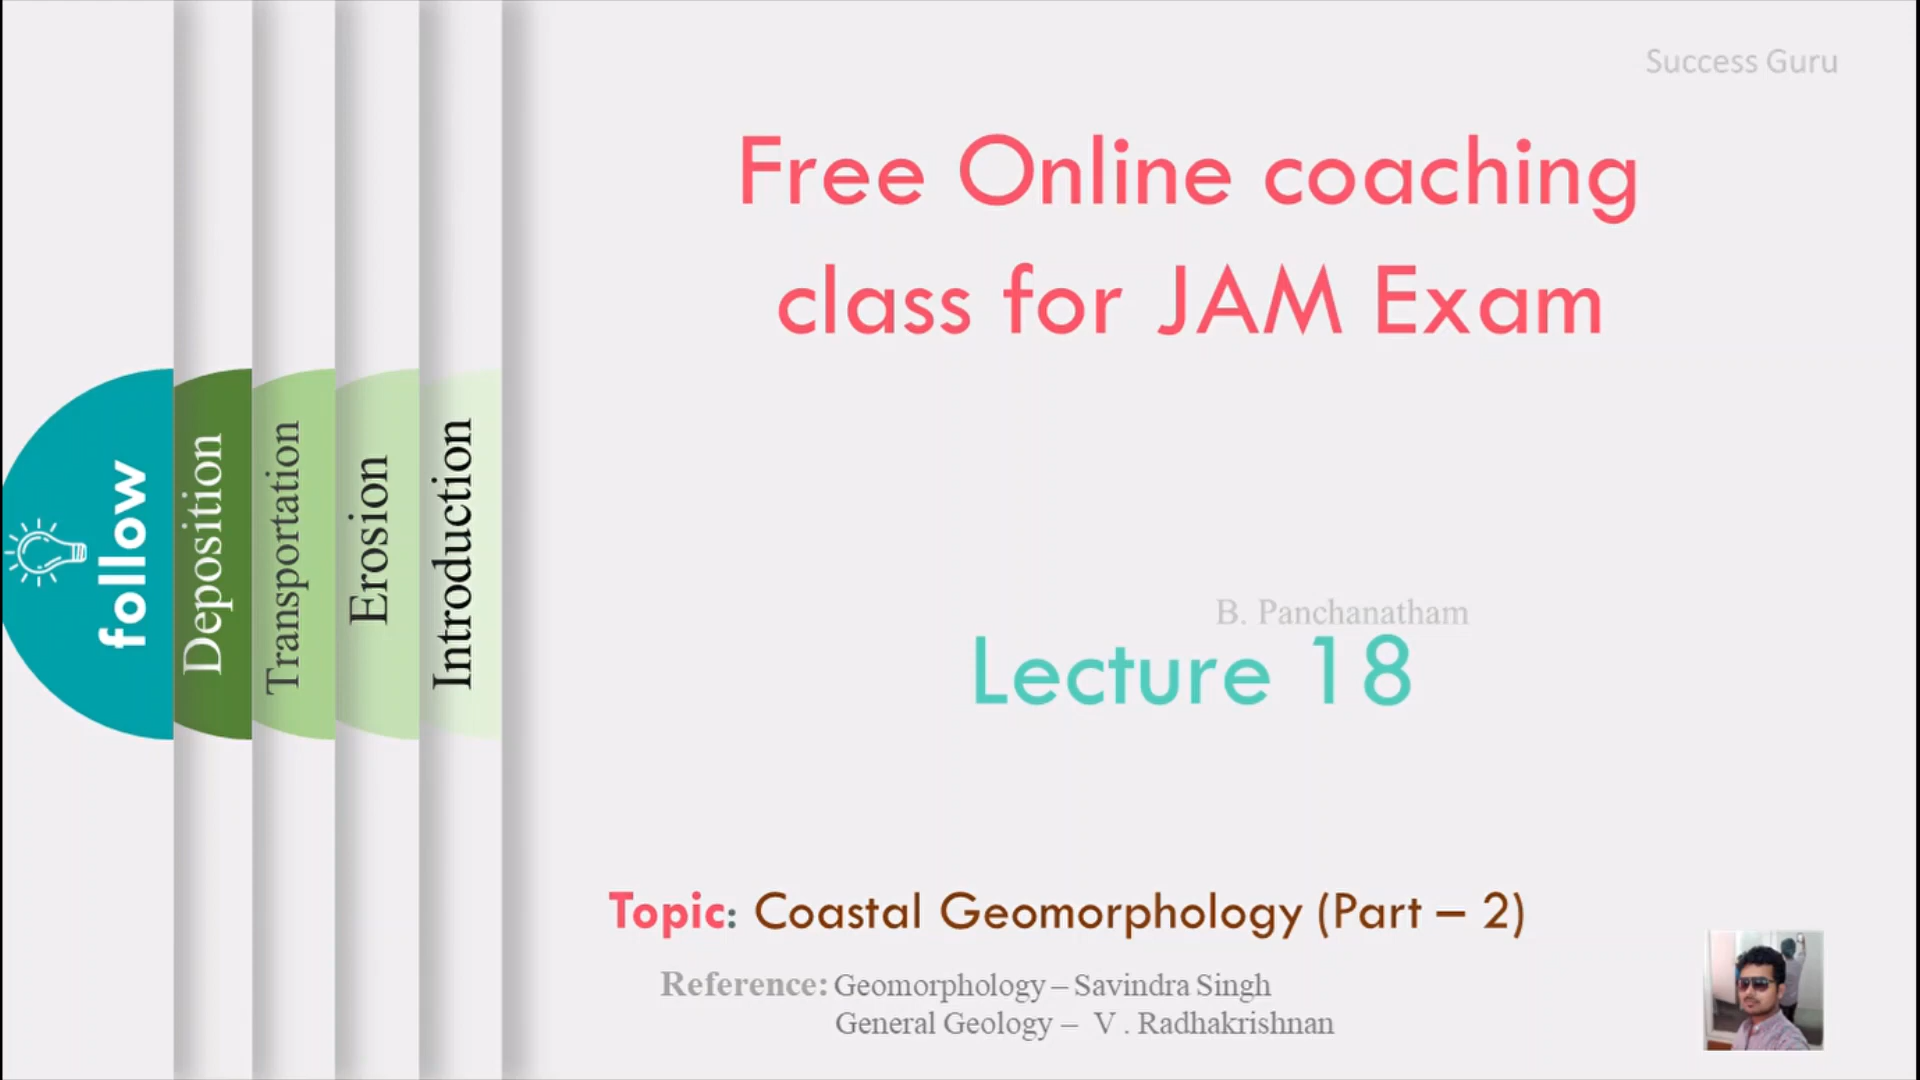 Success Guru
Free Online coaching
class for JAM Exam
follow
Deposition
Transportation
Erosion
Introduction
B. Panchanatham
Lecture 18
Topic: Coastal Geomorphology (Part – 2)
Reference: Geomorphology – Savindra Singh
General Geology – V . Radhakrishnan